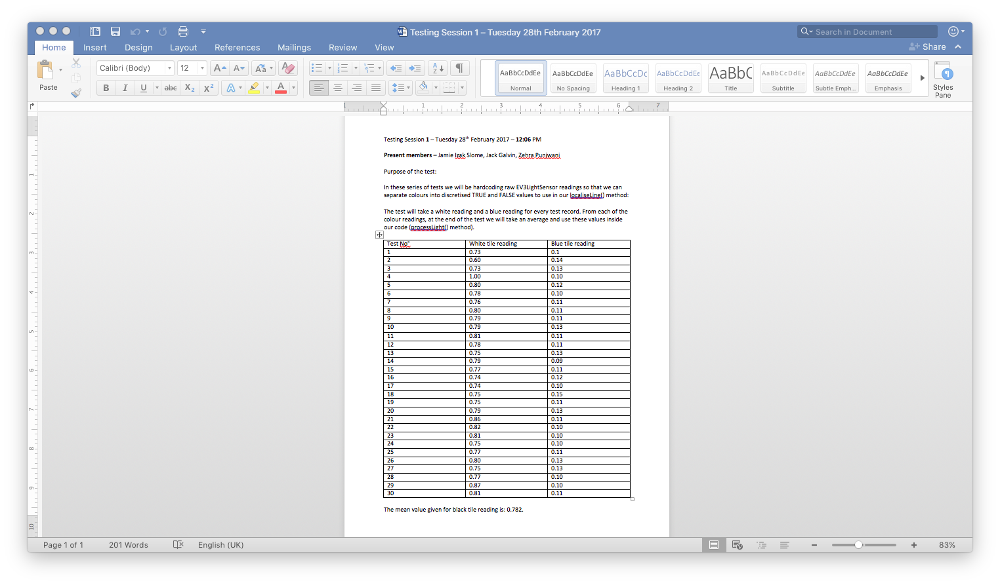 Testing Session 1 – Tuesday 28th February 2017
Search in Document
Home Insert Design Layout References Mailings Review View
Share
Paste
Calibri (Body) 12
AaBbCcDdEe AaBbCcDdEe AaBbCcDc AaBbCcDdEe AaBbC AaBbCcDdEe AaBbCcDdEe AaBbCcDdEe
Normal No Spacing Heading 1 Heading 2 Title Subtitle Subtle Emph... Emphasis
Styles
Pane
Testing Session 1 – Tuesday 28th February 2017 – 12:06 PM
Present members – Jamie Izak Slome, Jack Galvin, Zehra Punjwani
Purpose of the test:
In these series of tests we will be hardcoding raw EV3LightSensor readings so that we can
separate colours into discretised TRUE and FALSE values to use in our localiseLine() method:
The test will take a white reading and a blue reading for every test record. From each of the
colour readings, at the end of the test we will take an average and use these values inside
our code (processLight() method).
Test No° White tile reading Blue tile reading
1 0.73 0.1
2 0.60 0.14
3 0.73 0.13
4 1.00 0.10
5 0.80 0.12
6 0.78 0.10
7 0.76 0.11
8 0.80 0.11
9 0.79 0.11
10 0.79 0.13
11 0.81 0.11
12 0.78 0.11
13 0.75 0.13
14 0.79 0.09
15 0.77 0.11
16 0.74 0.12
17 0.74 0.10
18 0.75 0.15
19 0.75 0.11
20 0.79 0.13
21 0.86 0.11
22 0.82 0.10
23 0.81 0.10
24 0.75 0.10
25 0.77 0.11
26 0.80 0.13
27 0.75 0.13
28 0.77 0.10
29 0.87 0.10
30 0.81 0.11
The mean value given for black tile reading is: 0.782.
Page 1 of 1 201 Words English (UK) 83%